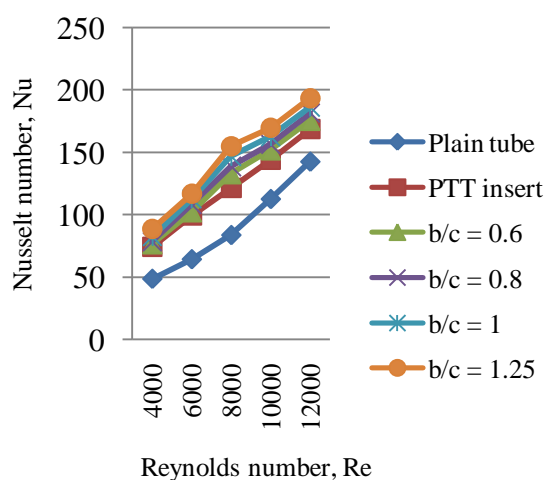 250
200
150
100
50
0
Nusselt number, Nu
4000
6000
8000
10000
12000
Reynolds number, Re
Plain tube
PTT insert
b/c = 0.6
b/c = 0.8
b/c = 1
b/c = 1.25